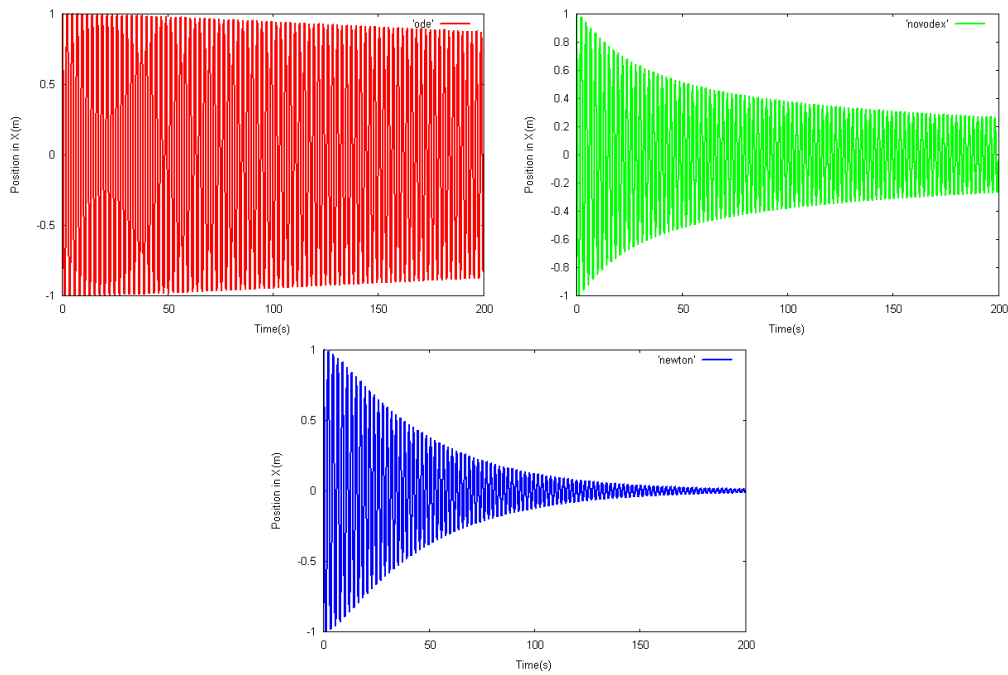 'ode'
1
0.5
0
-0.5
-1
Position in X(m)
0 50 100 150 200
Time(s)
'novodex'
1
0.8
0.6
0.4
0.2
0
-0.2
-0.4
-0.6
-0.8
-1
Position in X(m)
0 50 100 150 200
Time(s)
'newton'
1
0.5
0
-0.5
-1
Position in X(m)
0 50 100 150 200
Time(s)